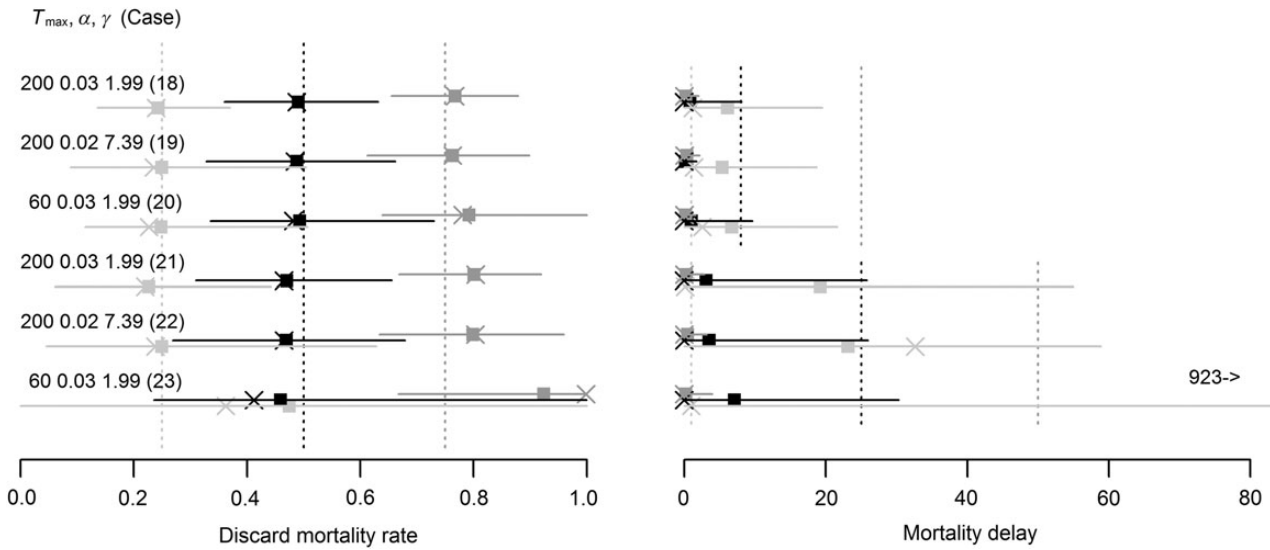 Tmax, α, γ (Case)
200 0.03 1.99 (18)
200 0.02 7.39 (19)
60 0.03 1.99 (20)
200 0.03 1.99 (21)
200 0.02 7.39 (22)
60 0.03 1.99 (23)
923->
0.0 0.2 0.4 0.6 0.8 1.0
0 20 40 60 80
Discard mortality rate
Mortality delay